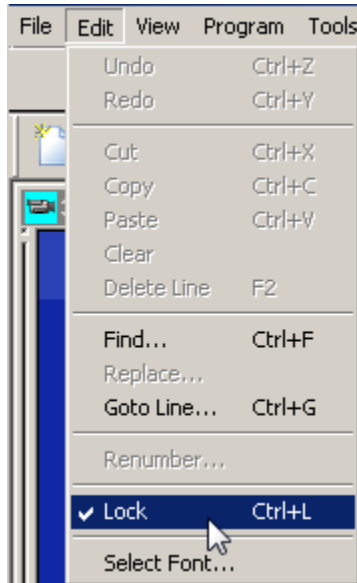 File Edit View Program Tools
Undo Ctrl+Z
Redo Ctrl+Y
Cut Ctrl+X
Copy Ctrl+C
Paste Ctrl+V
Clear
Delete Line F2
Find... Ctrl+F
Replace...
Goto Line... Ctrl+G
Renumber...
Lock Ctrl+L
Select Font...